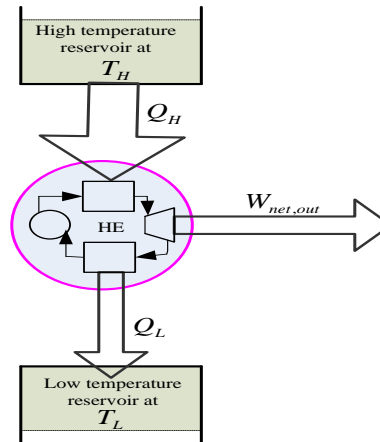 High temperature
reservoir at
T_H
Q_H
W_net,out
HE
Q_L
Low temperature
reservoir at
T_L